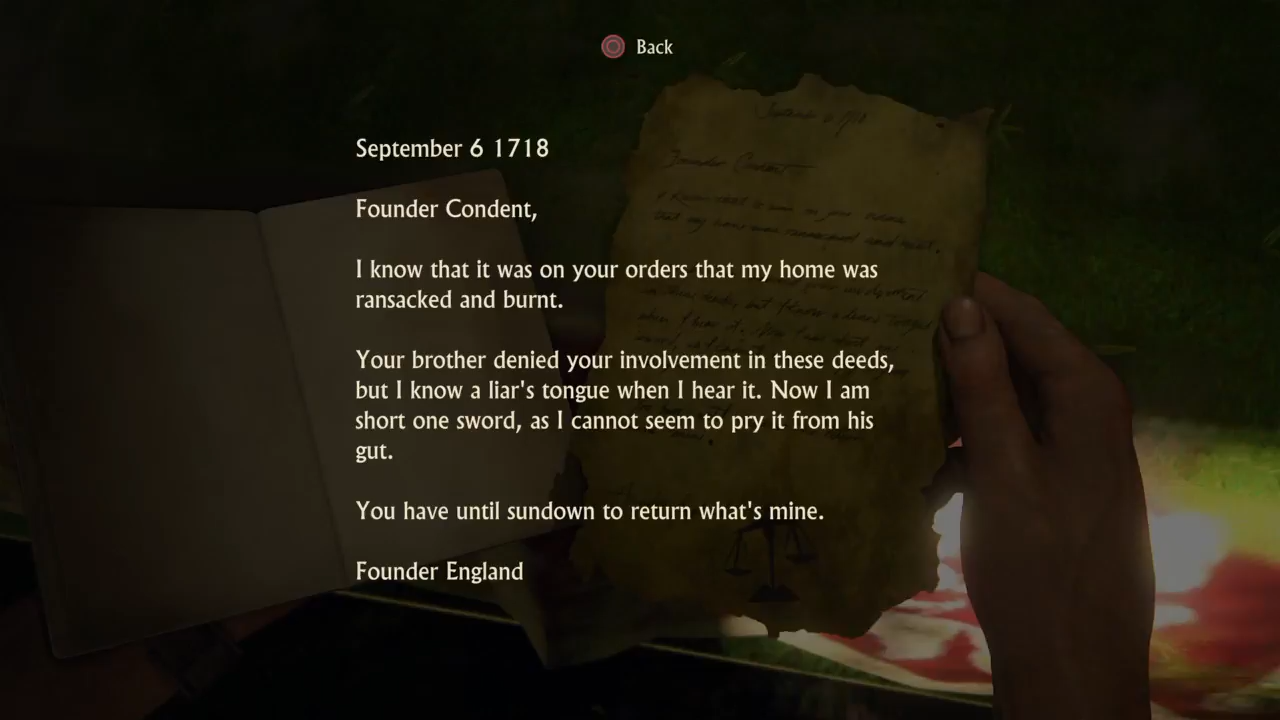 Back
September 6 1718
Founder Condent,
I know that it was on your orders that my home was
ransacked and burnt.
Your brother denied your involvement in these deeds,
but I know a liar's tongue when I hear it. Now I am
short one sword, as I cannot seem to pry it from his
gut.
You have until sundown to return what's mine.
Founder England